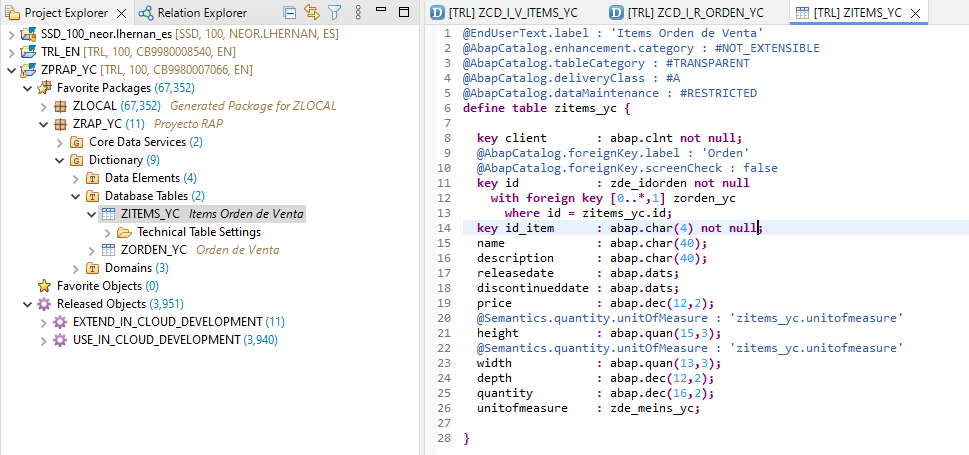 Project Explorer
Relation Explorer
SSD_100_neor.lhernan_es [SSD, 100, NEOR.LHERNAN, ES]
TRL_EN [TRL, 100, CB9980008540, EN]
ZPRAP_YC [TRL, 100, CB9980007066, EN]
Favorite Packages (67,352)
ZLOCAL (67,352) Generated Package for ZLOCAL
ZRAP_YC (11) Proyecto RAP
Core Data Services (2)
Dictionary (9)
Data Elements (4)
Database Tables (2)
ZITEMS_YC Items Orden de Venta
Technical Table Settings
ZORDEN_YC Orden de Venta
Domains (3)
Favorite Objects (0)
Released Objects (3,951)
EXTEND_IN_CLOUD_DEVELOPMENT (11)
USE_IN_CLOUD_DEVELOPMENT (3,940)
[TRL] ZCD_I_V_ITEMS_YC
[TRL] ZCD_I_R_ORDEN_YC
[TRL] ZITEMS_YC
1 @EndUserText.label : 'Items Orden de Venta'
2 @AbapCatalog.enhancement.category : #NOT_EXTENSIBLE
3 @AbapCatalog.tableCategory : #TRANSPARENT
4 @AbapCatalog.deliveryClass : #A
5 @AbapCatalog.dataMaintenance : #RESTRICTED
6 define table zitems_yc {
7
8 key client : abap.clnt not null;
9 @AbapCatalog.foreignKey.label : 'Orden'
10 @AbapCatalog.foreignKey.screenCheck : false
11 key id : zde_idorden not null
12 with foreign key [0..*,1] zorden_yc
13 where id = zitems_yc.id;
14 key id_item : abap.char(4) not null;
15 name : abap.char(40);
16 description : abap.char(40);
17 releasedate : abap.dats;
18 discontinueddate : abap.dats;
19 price : abap.dec(12,2);
20 @Semantics.quantity.unitOfMeasure : 'zitems_yc.unitofmeasure'
21 height : abap.quan(15,3);
22 @Semantics.quantity.unitOfMeasure : 'zitems_yc.unitofmeasure'
23 width : abap.quan(13,3);
24 depth : abap.dec(12,2);
25 quantity : abap.dec(16,2);
26 unitofmeasure : zde_meins_yc;
27
28 }